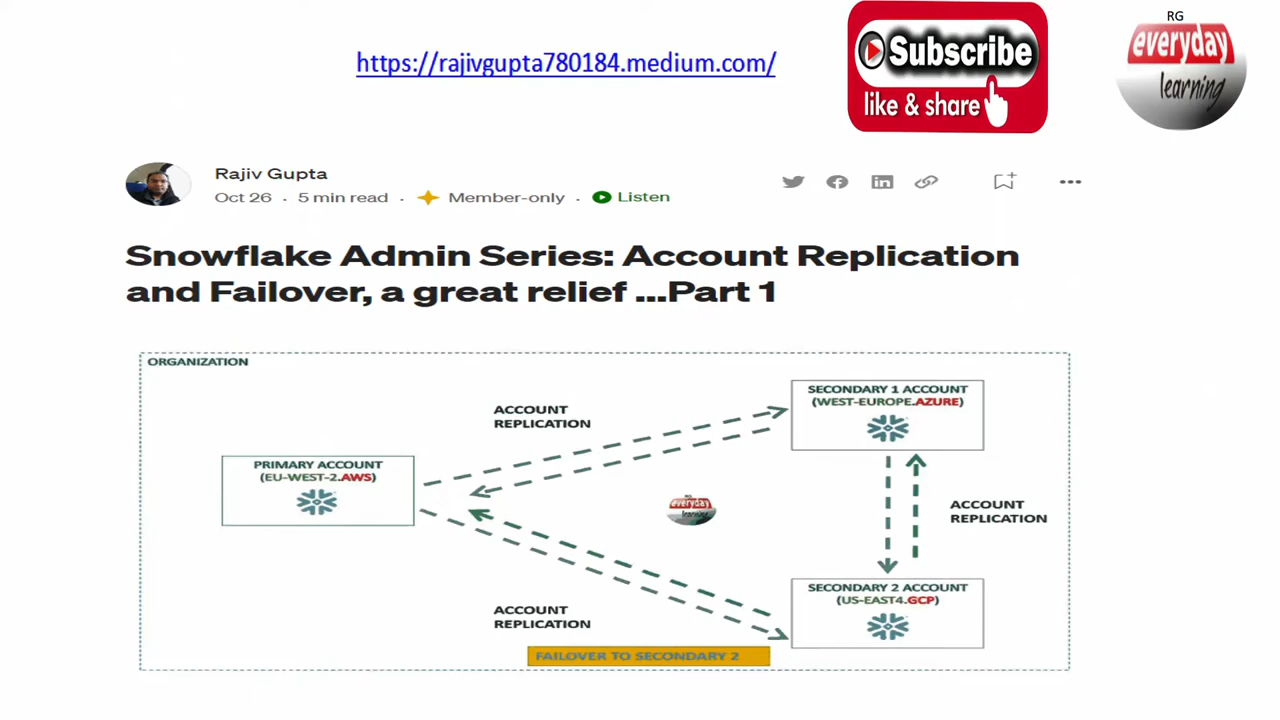 RG
everyday
learning
https://rajivgupta780184.medium.com/
Subscribe
like & share
Rajiv Gupta
Oct 26 · 5 min read · Member-only · Listen
Snowflake Admin Series: Account Replication
and Failover, a great relief ...Part 1
ORGANIZATION
SECONDARY 1 ACCOUNT
(WEST-EUROPE.AZURE)
ACCOUNT
REPLICATION
PRIMARY ACCOUNT
(EU-WEST-2.AWS)
RG
everyday
learning
ACCOUNT
REPLICATION
SECONDARY 2 ACCOUNT
(US-EAST4.GCP)
ACCOUNT
REPLICATION
FAILOVER TO SECONDARY 2